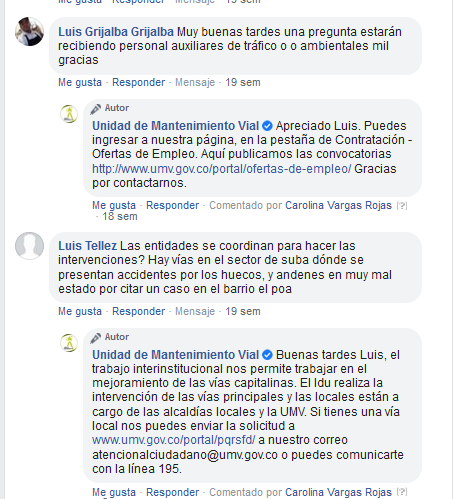 Me gusta · Responder · Mensaje · 19 sem
Luis Grijalba Grijalba Muy buenas tardes una pregunta estarán
recibiendo personal auxiliares de tráfico o o ambientales mil
gracias
Me gusta · Responder · Mensaje · 19 sem
Autor
Unidad de Mantenimiento Vial Apreciado Luis. Puedes
ingresar a nuestra página, en la pestaña de Contratación -
Ofertas de Empleo. Aquí publicamos las convocatorias
http://www.umv.gov.co/portal/ofertas-de-empleo/ Gracias
por contactarnos.
Me gusta · Responder · Comentado por Carolina Vargas Rojas [?]
· 18 sem
Luis Tellez Las entidades se coordinan para hacer las
intervenciones? Hay vías en el sector de suba dónde se
presentan accidentes por los huecos, y andenes en muy mal
estado por citar un caso en el barrio el poa
Me gusta · Responder · Mensaje · 19 sem
Autor
Unidad de Mantenimiento Vial Buenas tardes Luis, el
trabajo interinstitucional nos permite trabajar en el
mejoramiento de las vías capitalinas. El Idu realiza la
intervención de las vías principales y las locales están a
cargo de las alcaldías locales y la UMV. Si tienes una vía
local nos puedes enviar la solicitud a
www.umv.gov.co/portal/pqrsfd/ a nuestro correo
atencionalciudadano@umv.gov.co o puedes comunicarte
con la línea 195.
Me gusta · Responder · Comentado por Carolina Vargas Rojas [?]